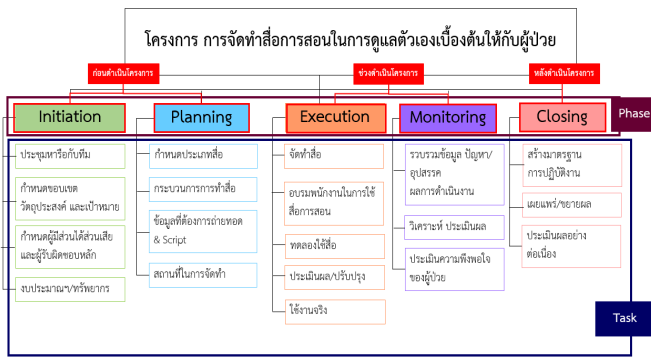 โครงการ การจัดทำสื่อการสอนในการดูแลตัวเองเบื้องต้นให้กับผู้ป่วย
ก่อนดำเนินโครงการ
ช่วงดำเนินโครงการ
หลังดำเนินโครงการ
Phase
Initiation
Planning
Execution
Monitoring
Closing
ประชุมหารือกับทีม
กำหนดขอบเขต
วัตถุประสงค์ และเป้าหมาย
กำหนดผู้มีส่วนได้ส่วนเสีย
และผู้รับผิดชอบหลัก
งบประมาณฯ/ทรัพยากร
กำหนดประเภทสื่อ
กระบวนการการทำสื่อ
ข้อมูลที่ต้องการถ่ายทอด
& Script
สถานที่ในการจัดทำ
จัดทำสื่อ
อบรมพนักงานในการใช้
สื่อการสอน
ทดลองใช้สื่อ
ประเมินผล/ปรับปรุง
ใช้งานจริง
รวบรวมข้อมูล ปัญหา/
อุปสรรค
ผลการดำเนินงาน
วิเคราะห์ ประเมินผล
ประเมินความพึงพอใจ
ของผู้ป่วย
สร้างมาตรฐาน
การปฏิบัติงาน
เผยแพร่/ขยายผล
ประเมินผลอย่าง
ต่อเนื่อง
Task